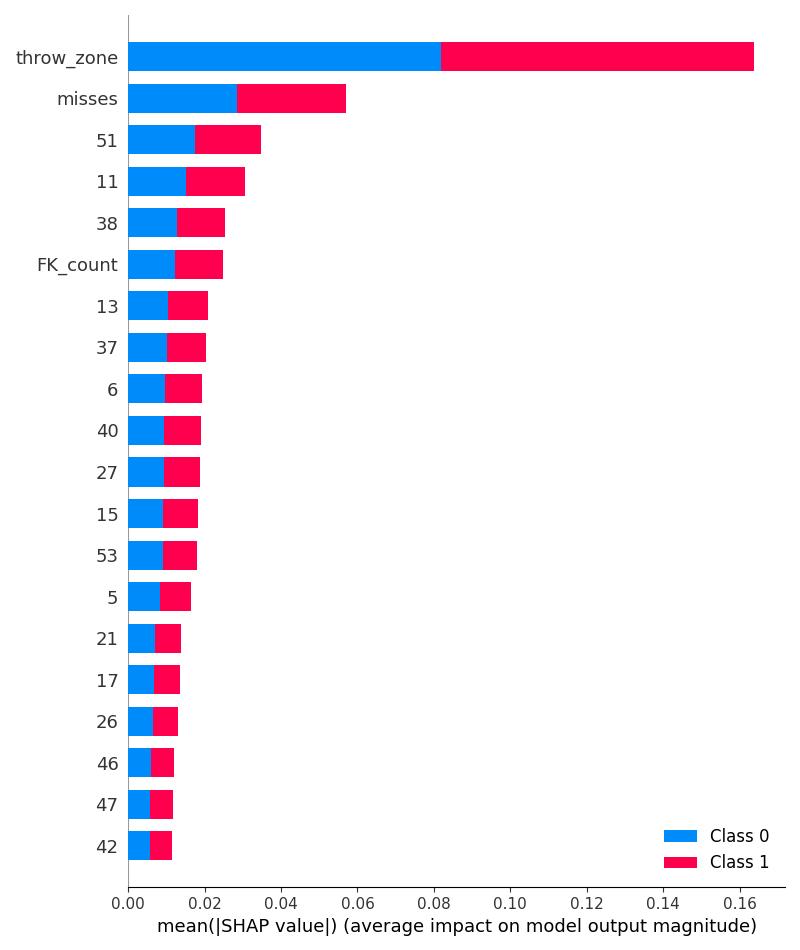 throw_zone
misses
51
11
38
FK_count
13
37
6
40
27
15
53
5
21
17
26
46
47
42
Class 0
Class 1
0.00 0.02 0.04 0.06 0.08 0.10 0.12 0.14 0.16
mean(|SHAP value|) (average impact on model output magnitude)